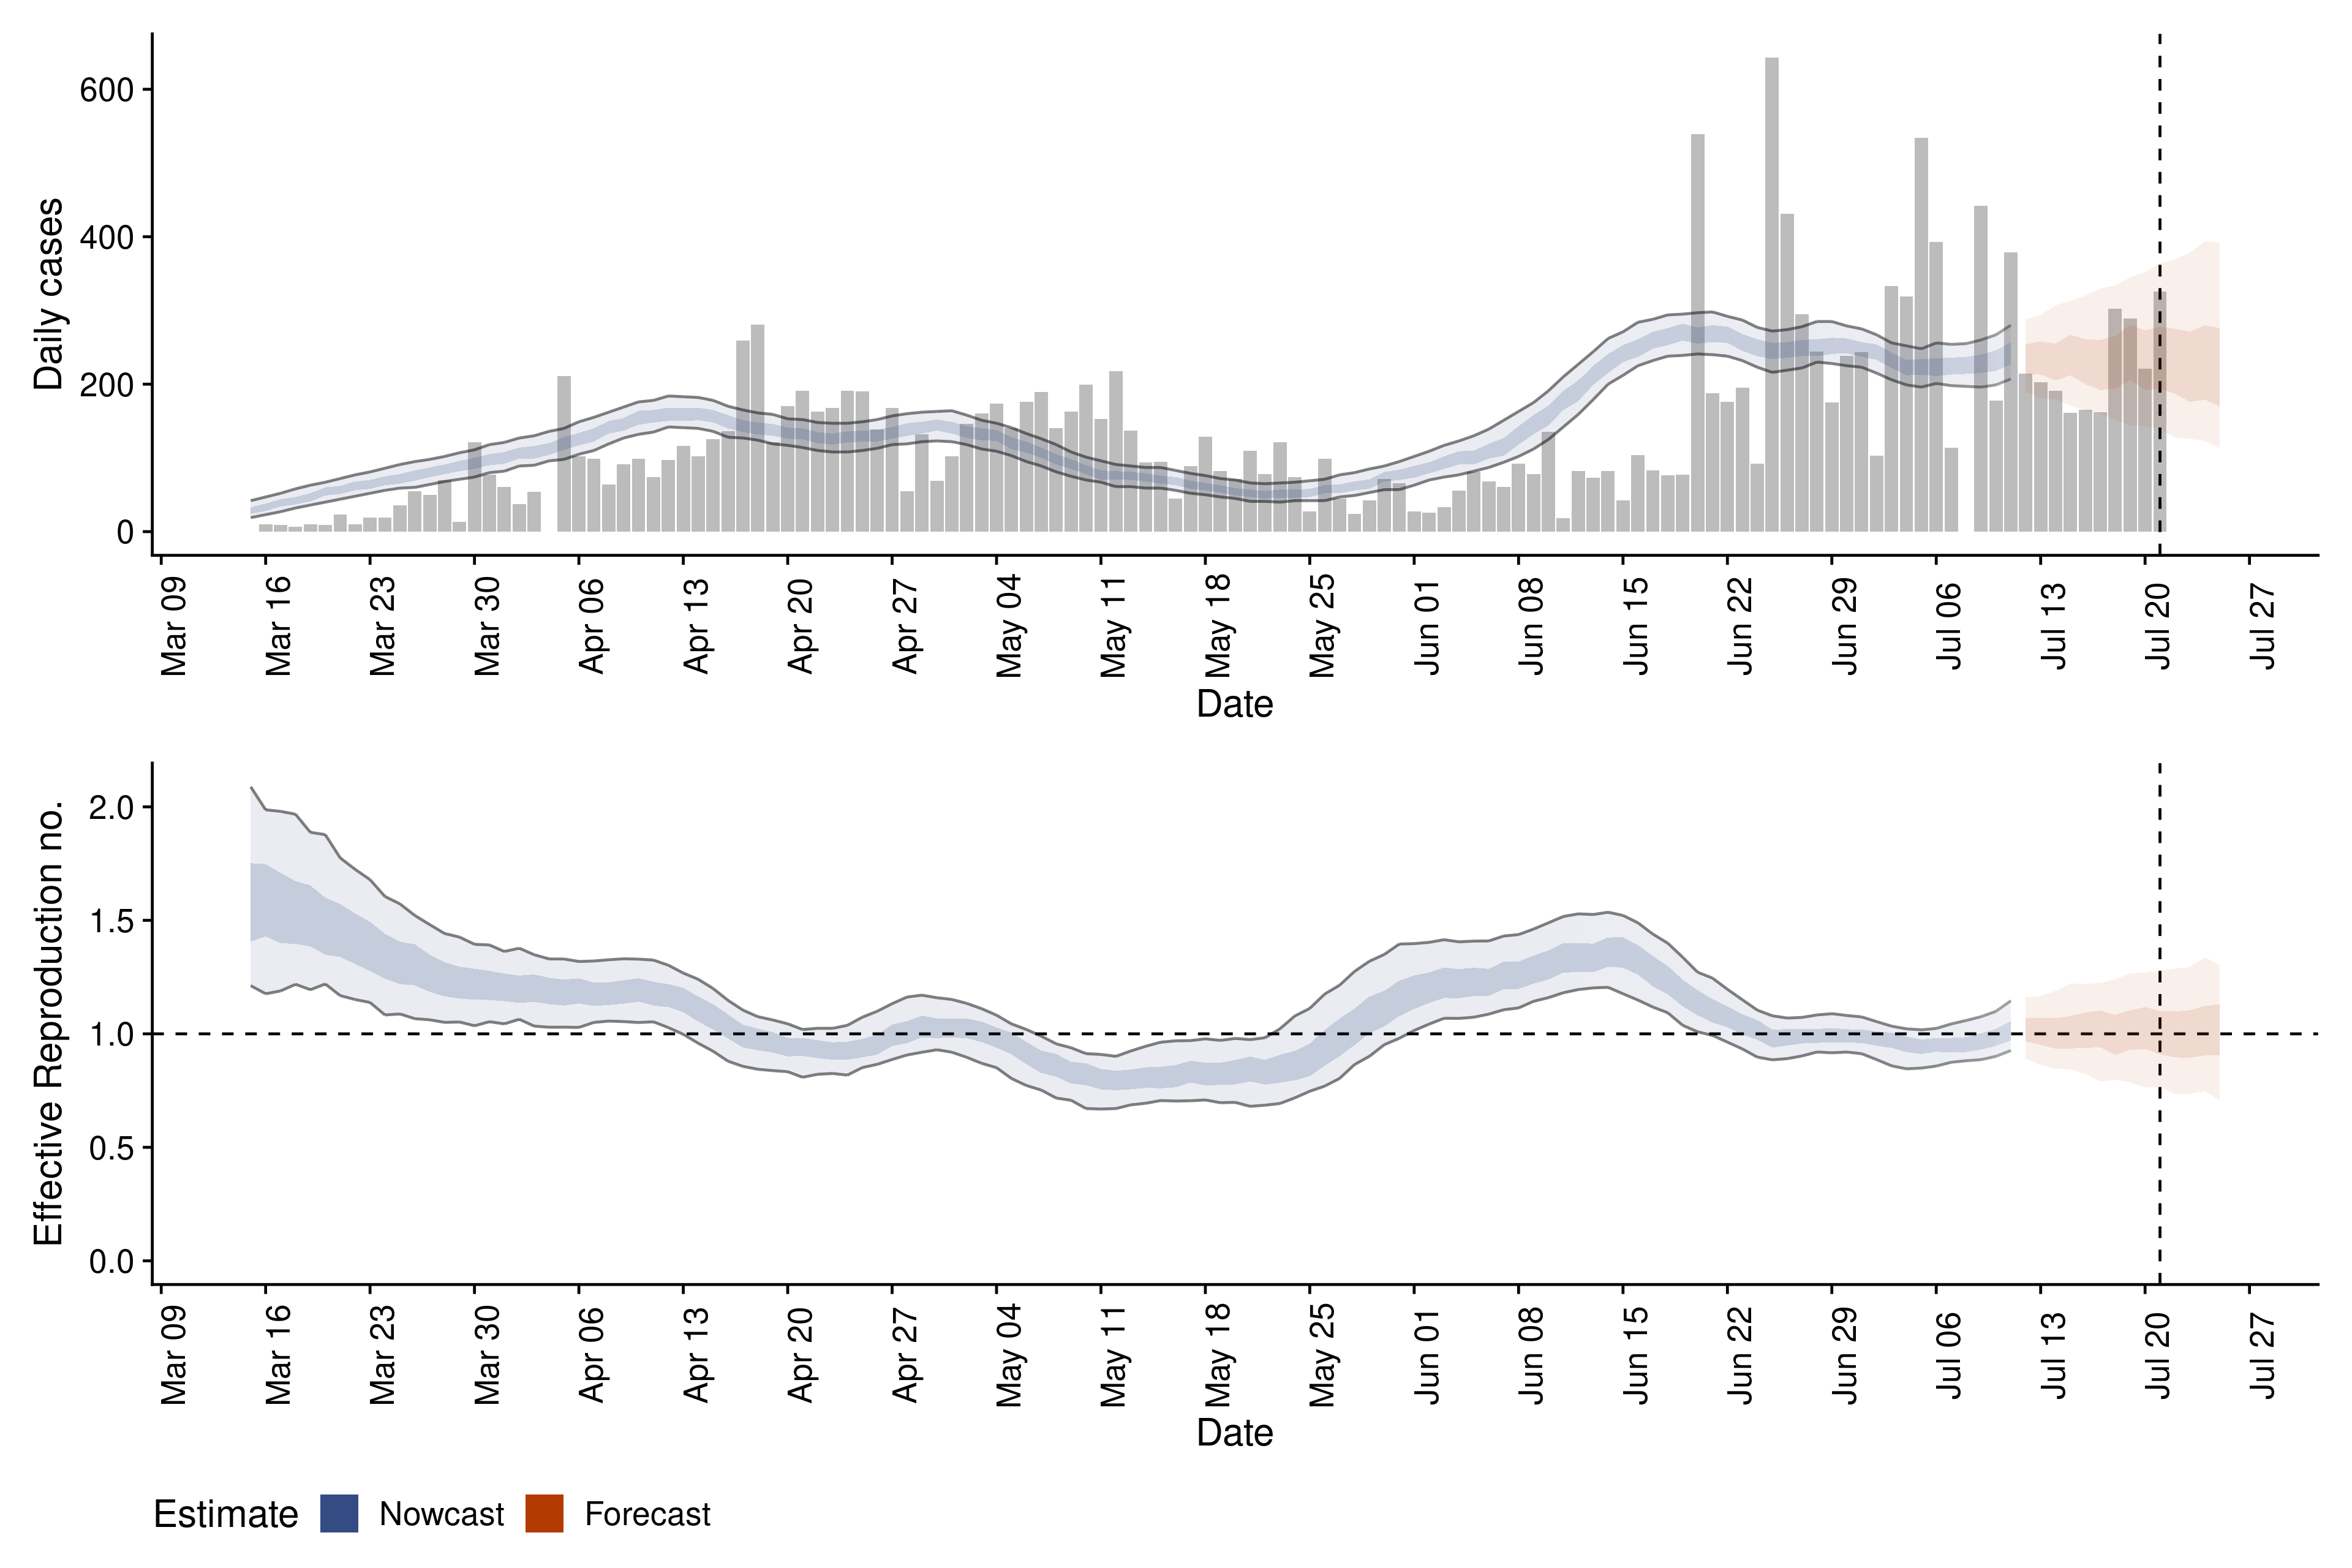 Daily cases
600
400
200
0
Mar 09
Mar 16
Mar 23
Mar 30
Apr 06
Apr 13
Apr 20
Apr 27
May 04
May 11
May 18
May 25
Jun 01
Jun 08
Jun 15
Jun 22
Jun 29
Jul 06
Jul 13
Jul 20
Jul 27
Date
Effective Reproduction no.
2.0
1.5
1.0
0.5
0.0
Mar 09
Mar 16
Mar 23
Mar 30
Apr 06
Apr 13
Apr 20
Apr 27
May 04
May 11
May 18
May 25
Jun 01
Jun 08
Jun 15
Jun 22
Jun 29
Jul 06
Jul 13
Jul 20
Jul 27
Date
Estimate Nowcast Forecast